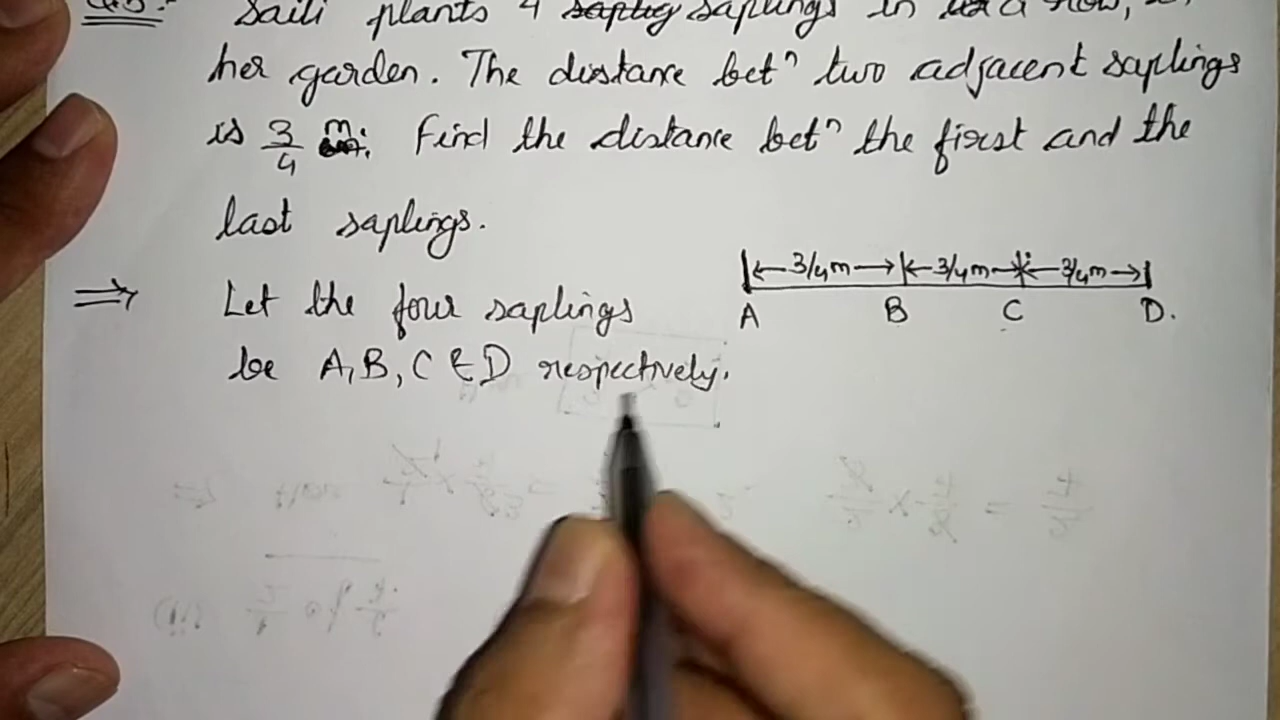 Saili plants 4 saplings in a row, in
her garden. The distance betⁿ two adjacent saplings
is 3/4 m. Find the distance betⁿ the first and the
last saplings.
3/4m 3/4m 3/4m
⇒ Let the four saplings
A B C D.
be A, B, C & D respectively.